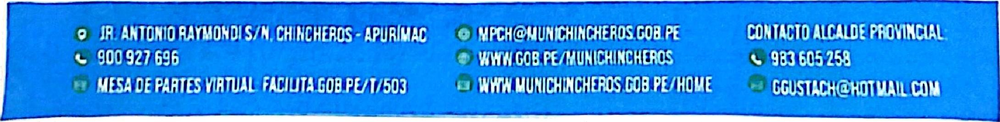 JR. ANTONIO RAYMONDI S/N, CHINCHEROS - APURÍMAC
900 927 696
MESA DE PARTES VIRTUAL FACILITA.GOB.PE/T/503
MPCH@MUNICHINCHEROS.GOB.PE
WWW.GOB.PE/MUNICHINCHEROS
WWW.MUNICHINCHEROS.GOB.PE/HOME
CONTACTO ALCALDE PROVINCIAL:
983 605 258
GGUSTACH@HOTMAIL.COM